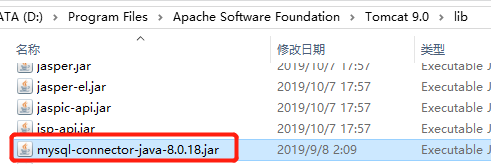 ATA (D:) > Program Files > Apache Software Foundation > Tomcat 9.0 > lib
名称 修改日期 类型
jasper.jar 2019/10/7 17:57 Executable J
jasper-el.jar 2019/10/7 17:57 Executable J
jaspic-api.jar 2019/10/7 17:57 Executable J
jsp-api.jar 2019/10/7 17:57 Executable J
mysql-connector-java-8.0.18.jar 2019/9/8 2:09 Executable J